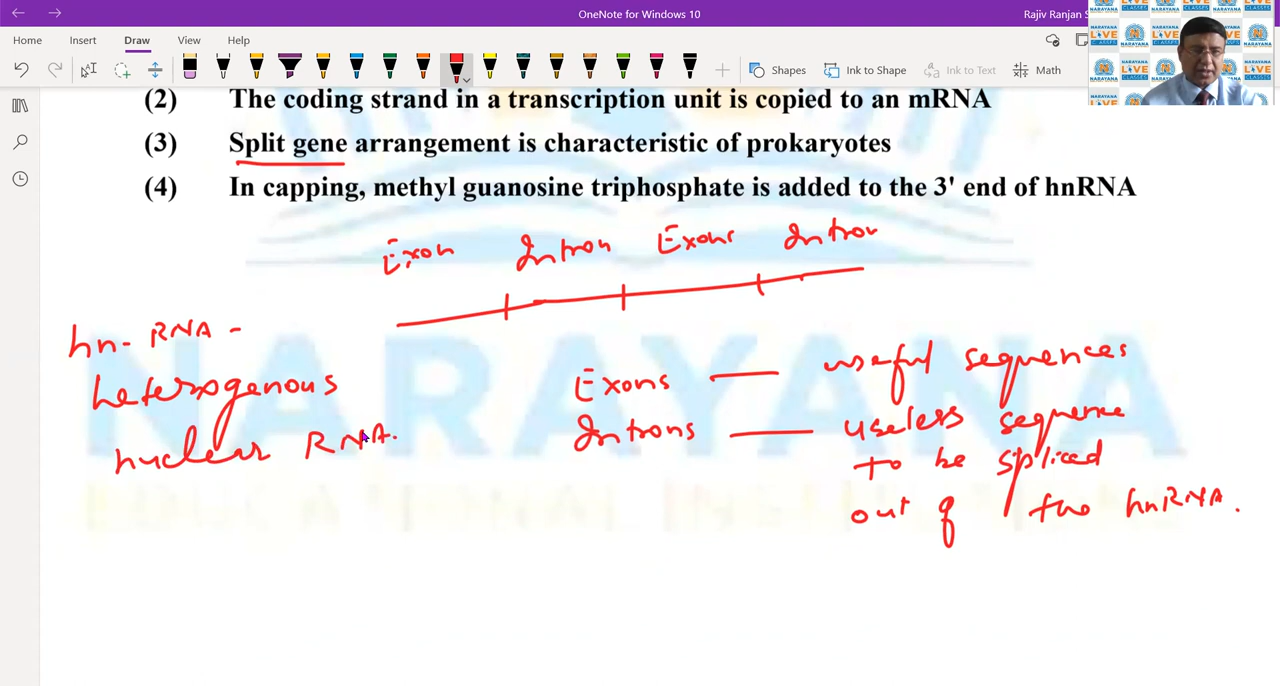 OneNote for Windows 10
Rajiv Ranjan S
Home Insert Draw View Help
Shapes Ink to Shape Ink to Text Math
(2) The coding strand in a transcription unit is copied to an mRNA
(3) Split gene arrangement is characteristic of prokaryotes
(4) In capping, methyl guanosine triphosphate is added to the 3' end of hnRNA
Exon Intron Exons Intron
hn- RNA -
heterogenous
nuclear RNA.
Exons — useful sequences
Introns — useless sequence
to be spliced
out of the hnRNA.
NARAYANA